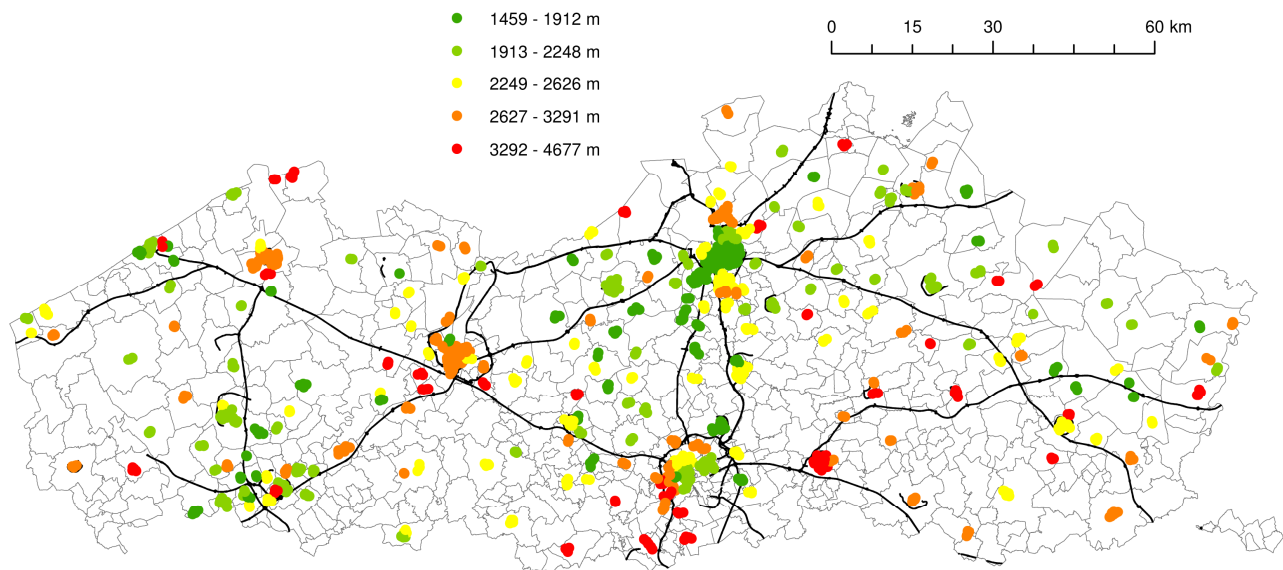 1459 - 1912 m
1913 - 2248 m
2249 - 2626 m
2627 - 3291 m
3292 - 4677 m
0 15 30 60 km